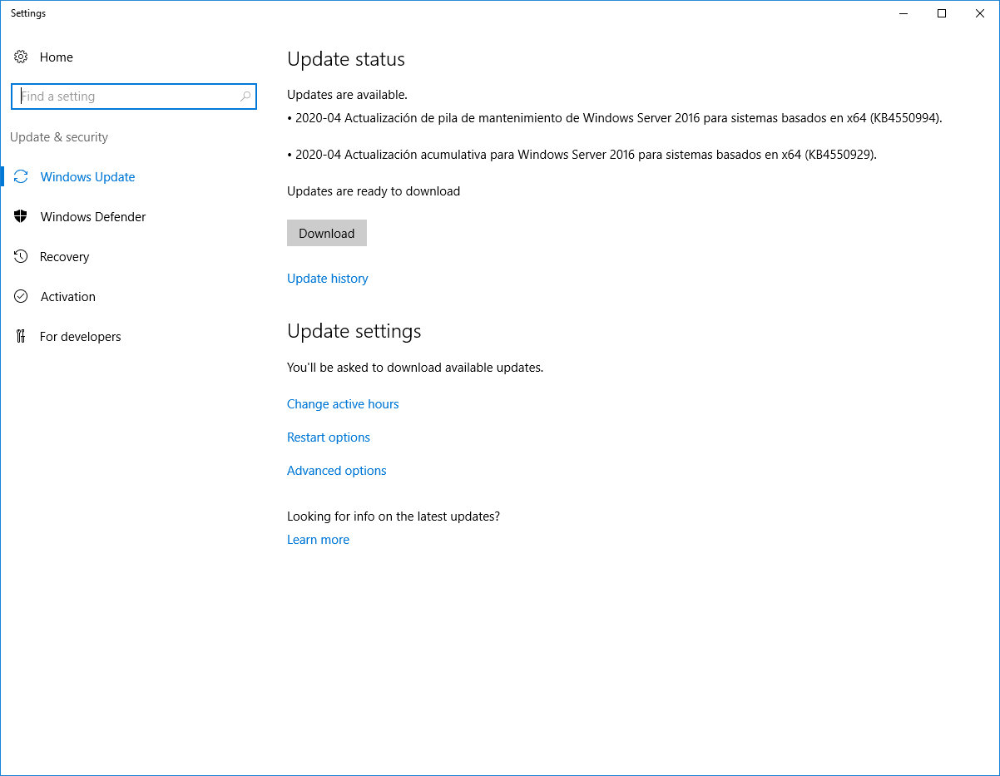 Settings
Home
Find a setting
Update & security
Windows Update
Windows Defender
Recovery
Activation
For developers
Update status
Updates are available.
• 2020-04 Actualización de pila de mantenimiento de Windows Server 2016 para sistemas basados en x64 (KB4550994).
• 2020-04 Actualización acumulativa para Windows Server 2016 para sistemas basados en x64 (KB4550929).
Updates are ready to download
Download
Update history
Update settings
You'll be asked to download available updates.
Change active hours
Restart options
Advanced options
Looking for info on the latest updates?
Learn more